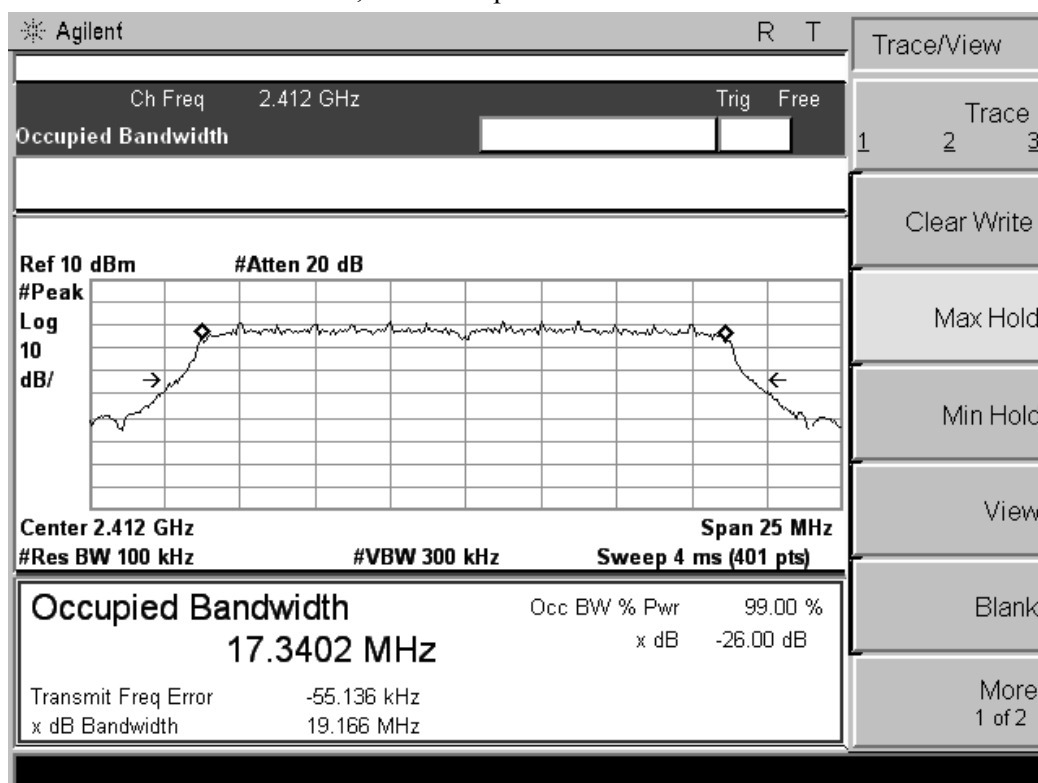 Agilent R T
Trace/View
Ch Freq 2.412 GHz Trig Free
Occupied Bandwidth
Trace
1 2 3
Clear Write
Ref 10 dBm #Atten 20 dB
#Peak
Log
10
dB/
Max Hold
Min Hold
Center 2.412 GHz Span 25 MHz
#Res BW 100 kHz #VBW 300 kHz Sweep 4 ms (401 pts)
View
Occupied Bandwidth
17.3402 MHz
Occ BW % Pwr 99.00 %
x dB -26.00 dB
Transmit Freq Error -55.136 kHz
x dB Bandwidth 19.166 MHz
Blank
More
1 of 2